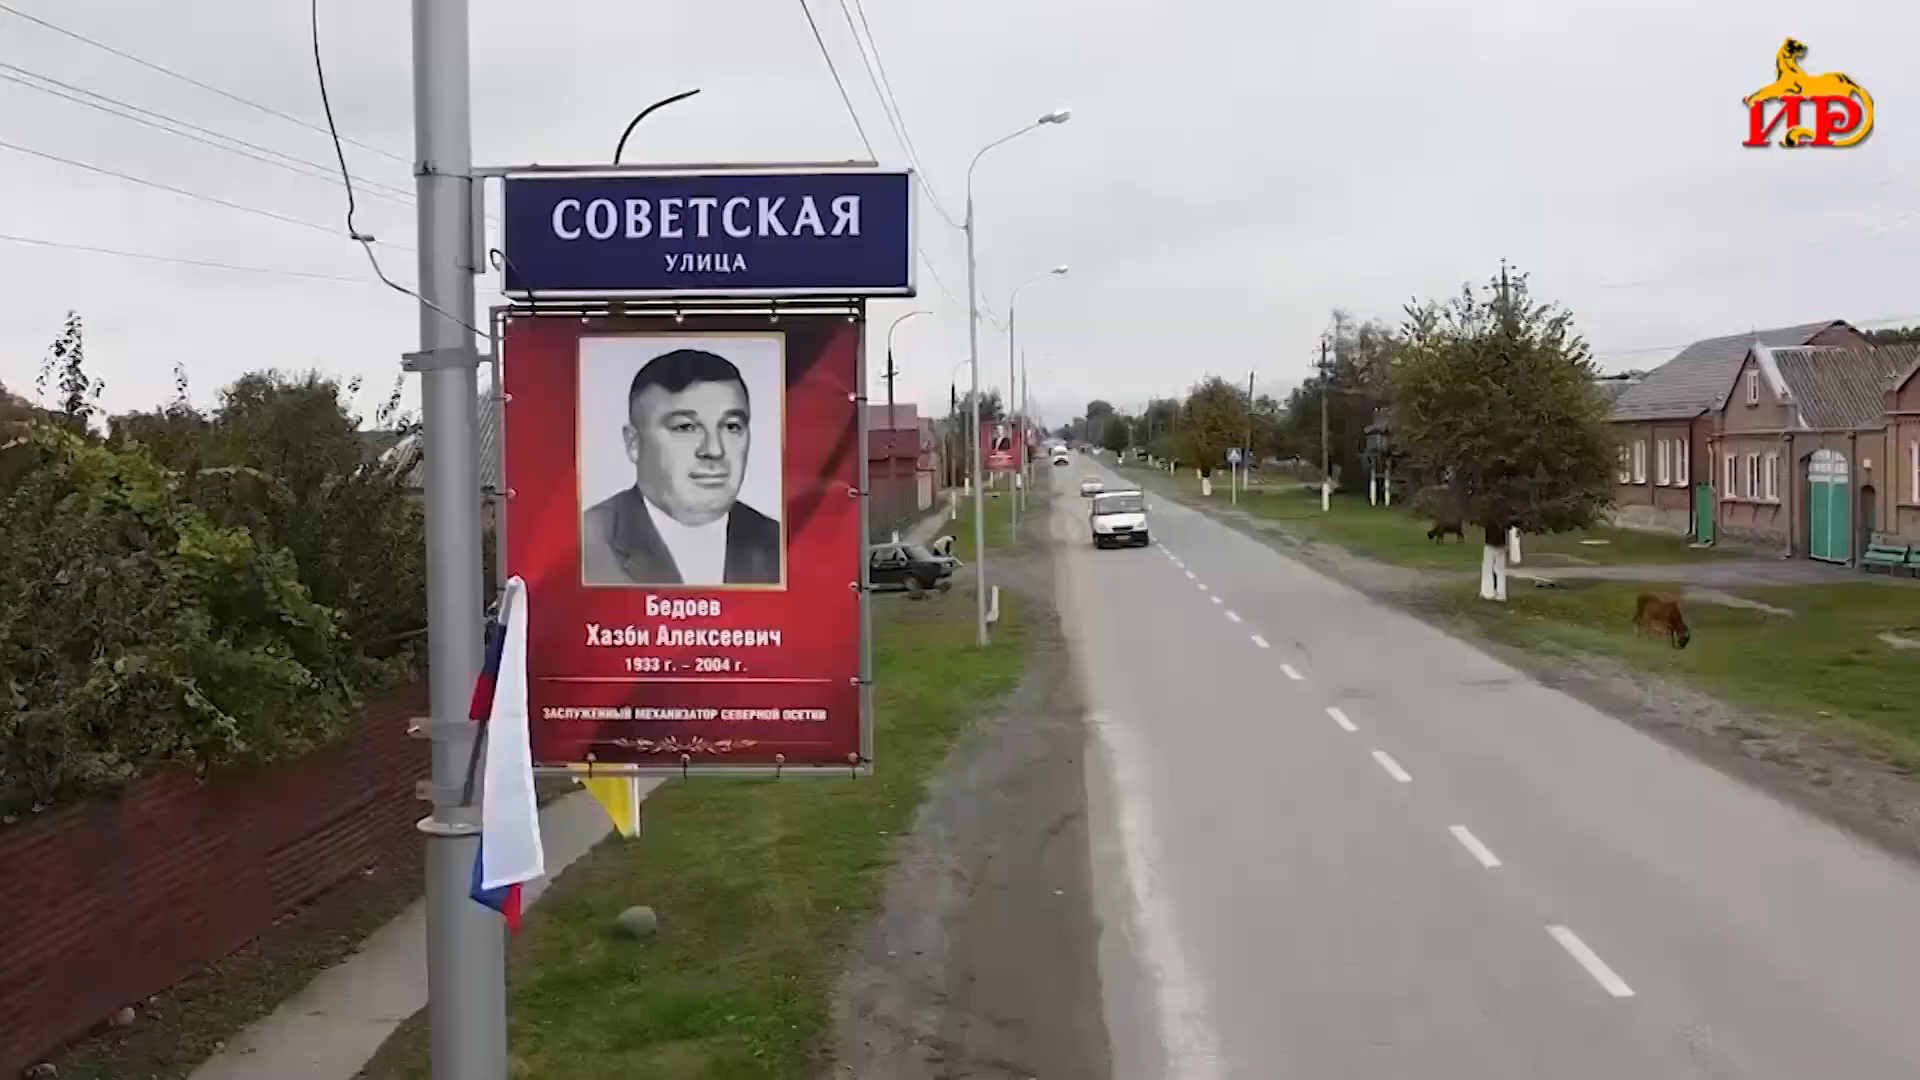 ИР
СОВЕТСКАЯ
УЛИЦА
Бедоев
Хазби Алексеевич
1933 г. - 2004 г.
ЗАСЛУЖЕННЫЙ МЕХАНИЗАТОР СЕВЕРНОЙ ОСЕТИИ